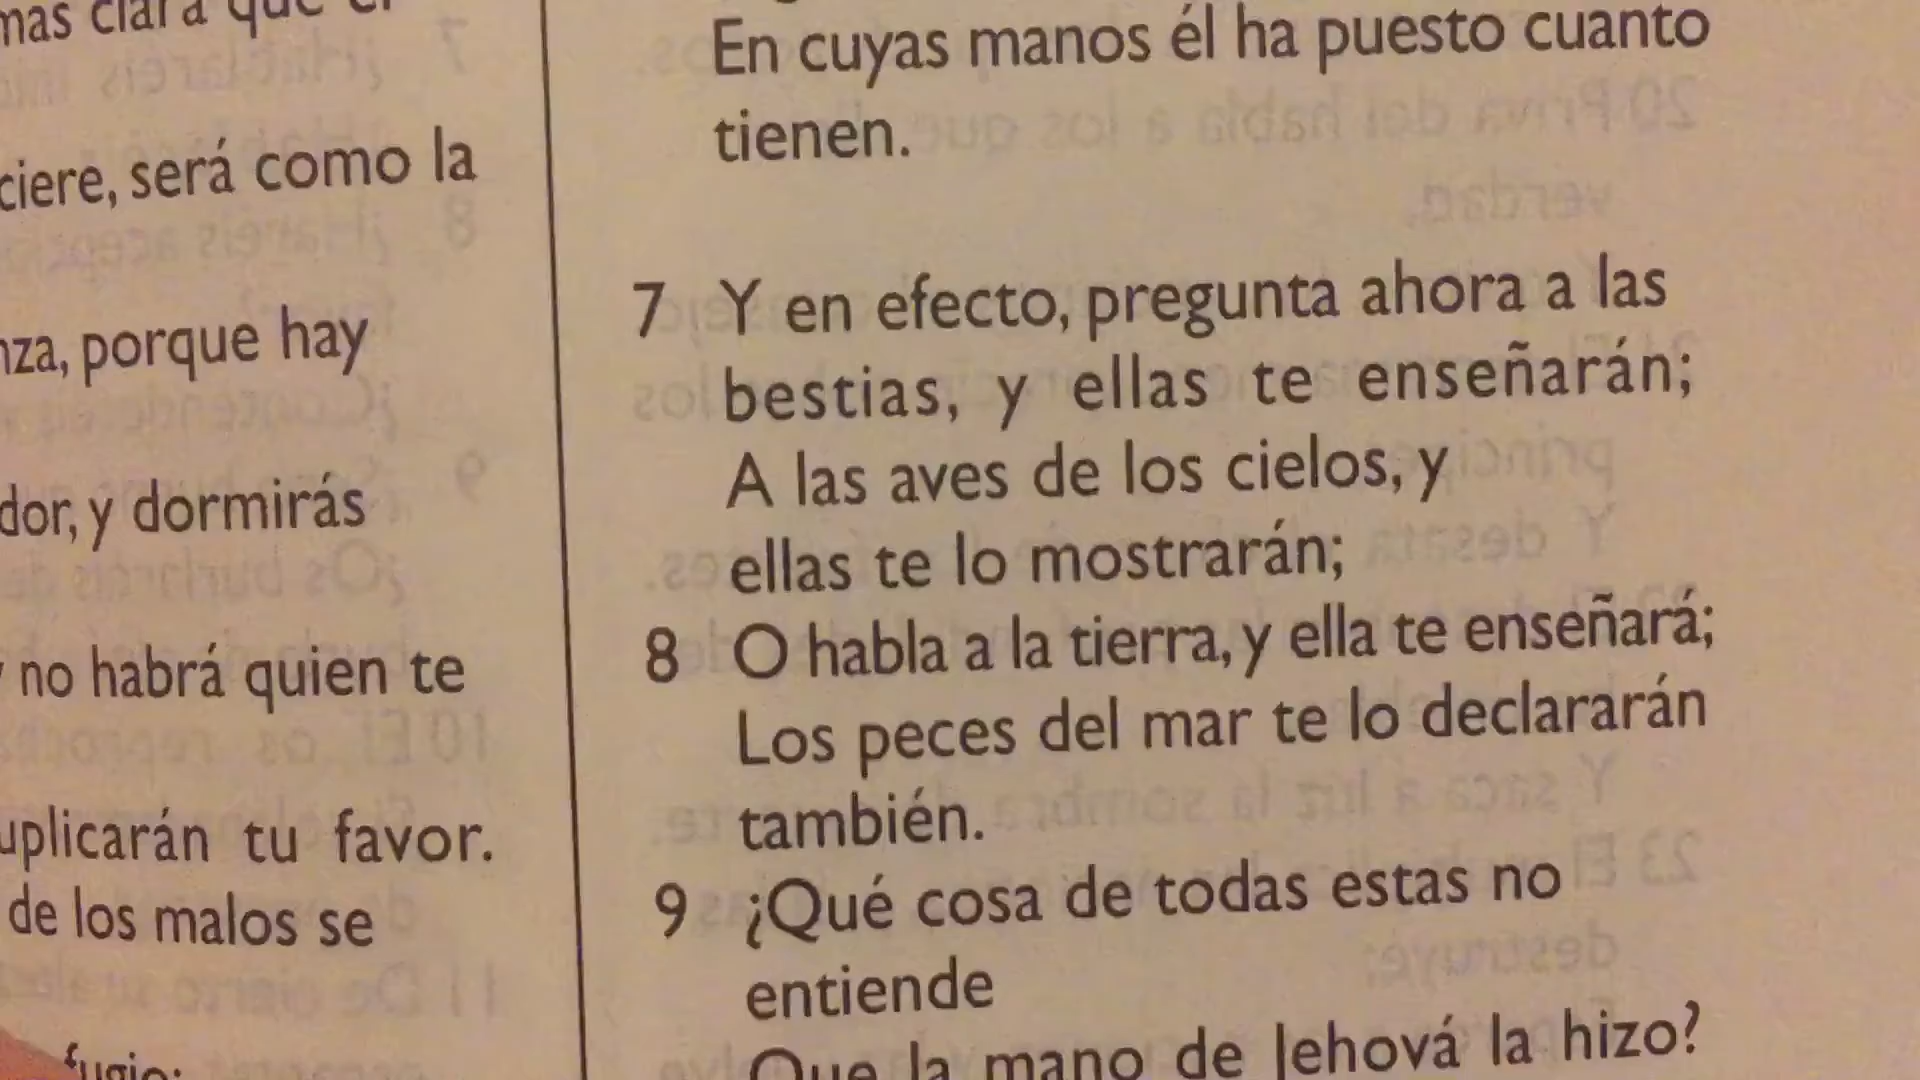 mas clara que el
ciere, será como la
nza, porque hay
dor, y dormirás
no habrá quien te
uplicarán tu favor.
de los malos se
fugio;
En cuyas manos él ha puesto cuanto
tienen.
7 Y en efecto, pregunta ahora a las
bestias, y ellas te enseñarán;
A las aves de los cielos, y
ellas te lo mostrarán;
8 O habla a la tierra, y ella te enseñará;
Los peces del mar te lo declararán
también.
9 ¿Qué cosa de todas estas no
entiende
Que la mano de Jehová la hizo?